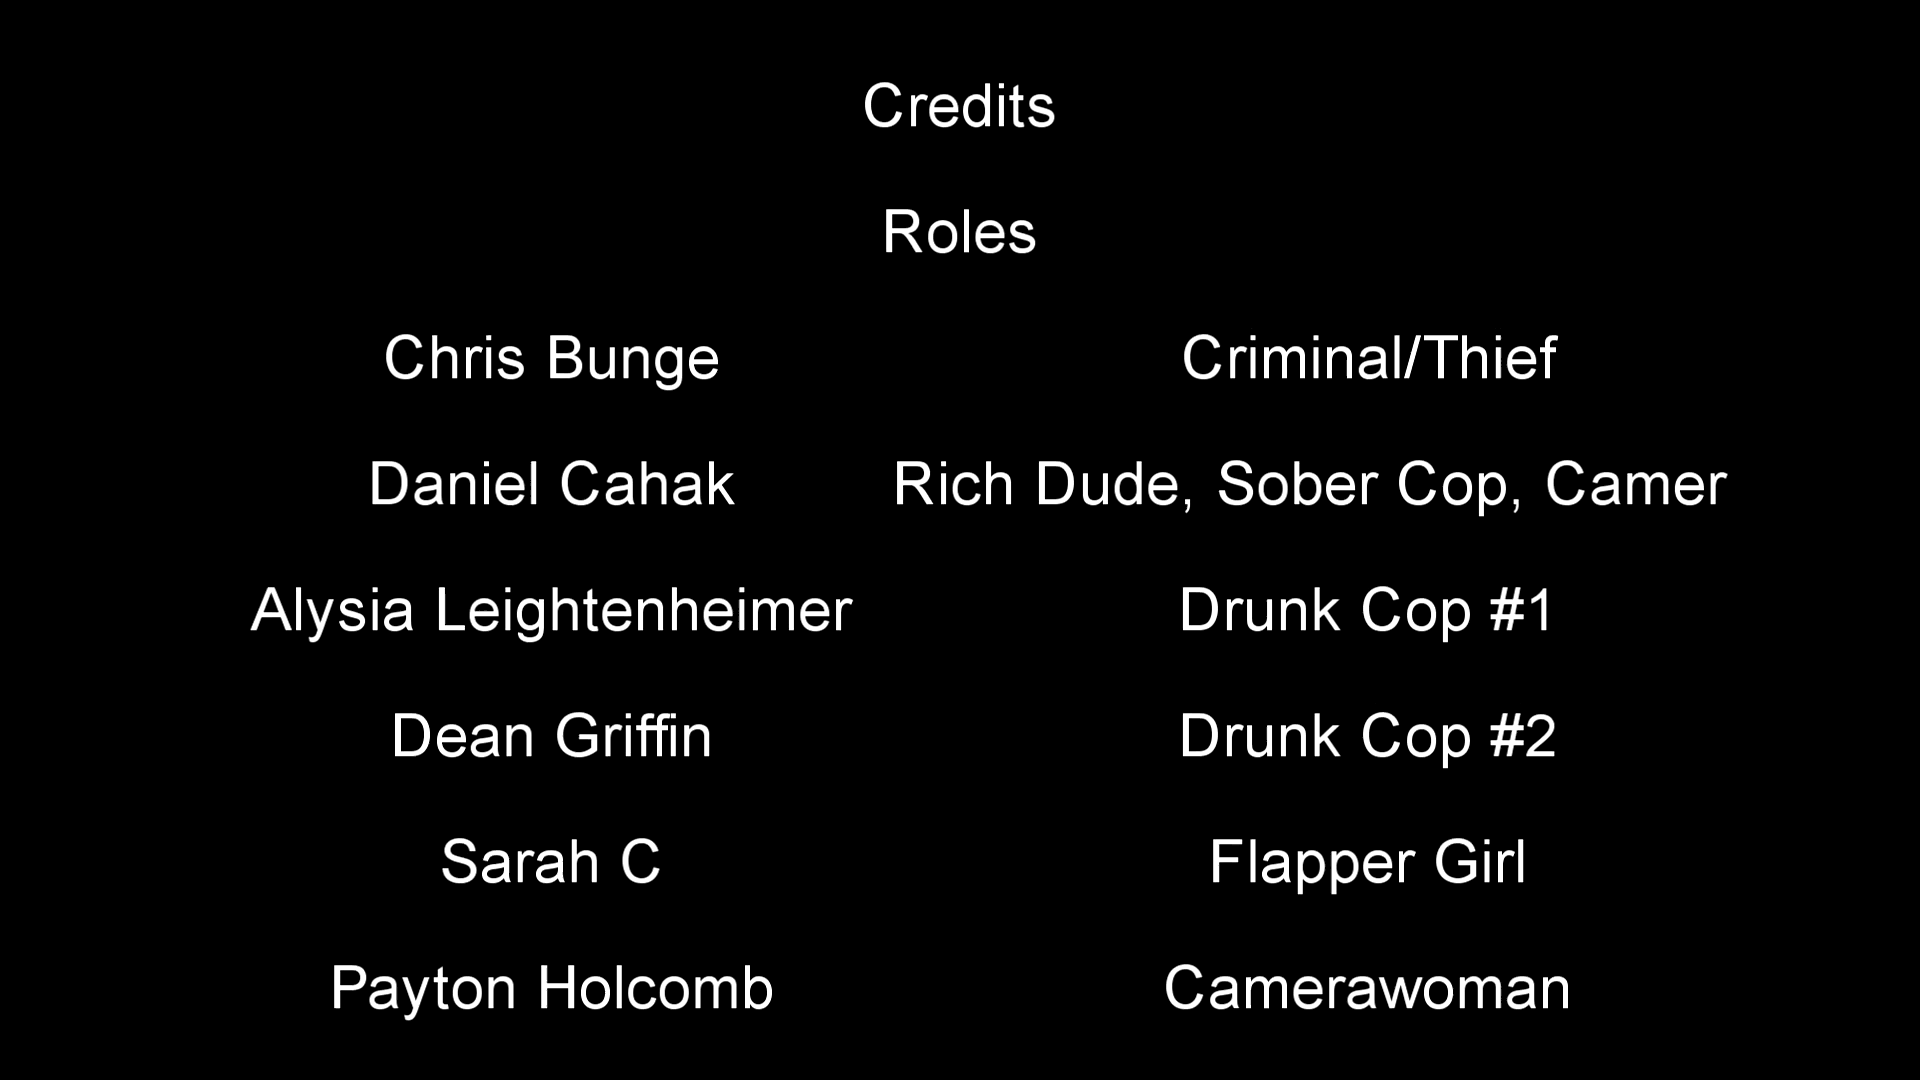 Credits
Roles
Chris Bunge Criminal/Thief
Daniel Cahak Rich Dude, Sober Cop, Camer
Alysia Leightenheimer Drunk Cop #1
Dean Griffin Drunk Cop #2
Sarah C Flapper Girl
Payton Holcomb Camerawoman